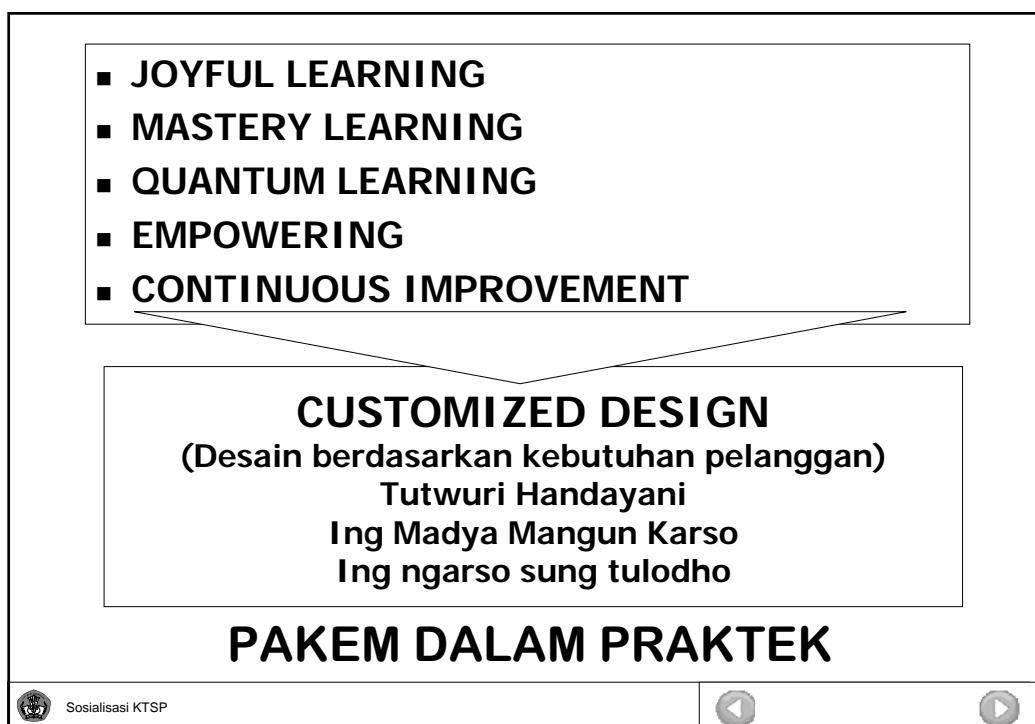 JOYFUL LEARNING
MASTERY LEARNING
QUANTUM LEARNING
EMPOWERING
CONTINUOUS IMPROVEMENT
CUSTOMIZED DESIGN
(Desain berdasarkan kebutuhan pelanggan)
Tutwuri Handayani
Ing Madya Mangun Karso
Ing ngarso sung tulodho
PAKEM DALAM PRAKTEK
Sosialisasi KTSP